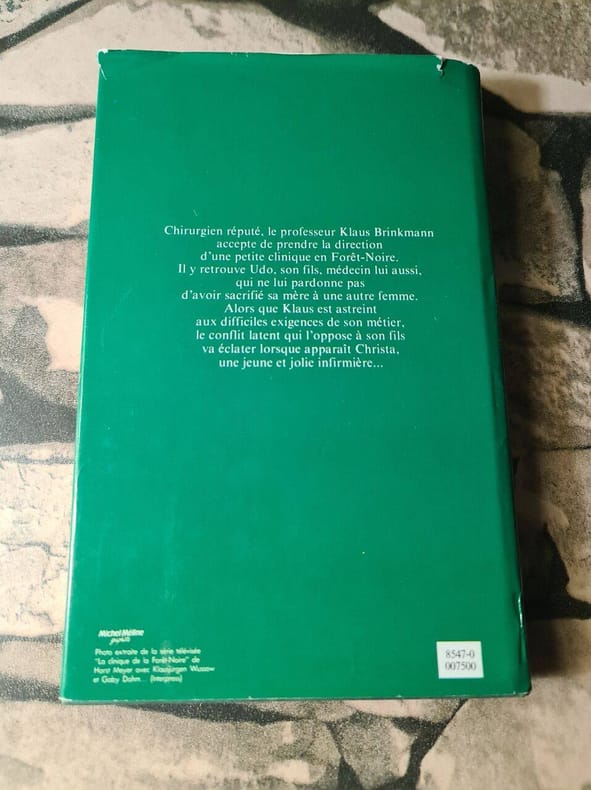 Chirurgien réputé, le professeur Klaus Brinkmann
accepte de prendre la direction
d'une petite clinique en Forêt-Noire.
Il y retrouve Udo, son fils, médecin lui aussi,
qui ne lui pardonne pas
d'avoir sacrifié sa mère à une autre femme.
Alors que Klaus est astreint
aux difficiles exigences de son métier,
le conflit latent qui l'oppose à son fils
va éclater lorsque apparaît Christa,
une jeune et jolie infirmière...
Michel Méline
Photo extraite de la série télévisée
"La clinique de la Forêt-Noire" de
Horst Meyer avec Klausjürgen Wussow
et Gaby Dohm... (Interpress)
8547-0
007500